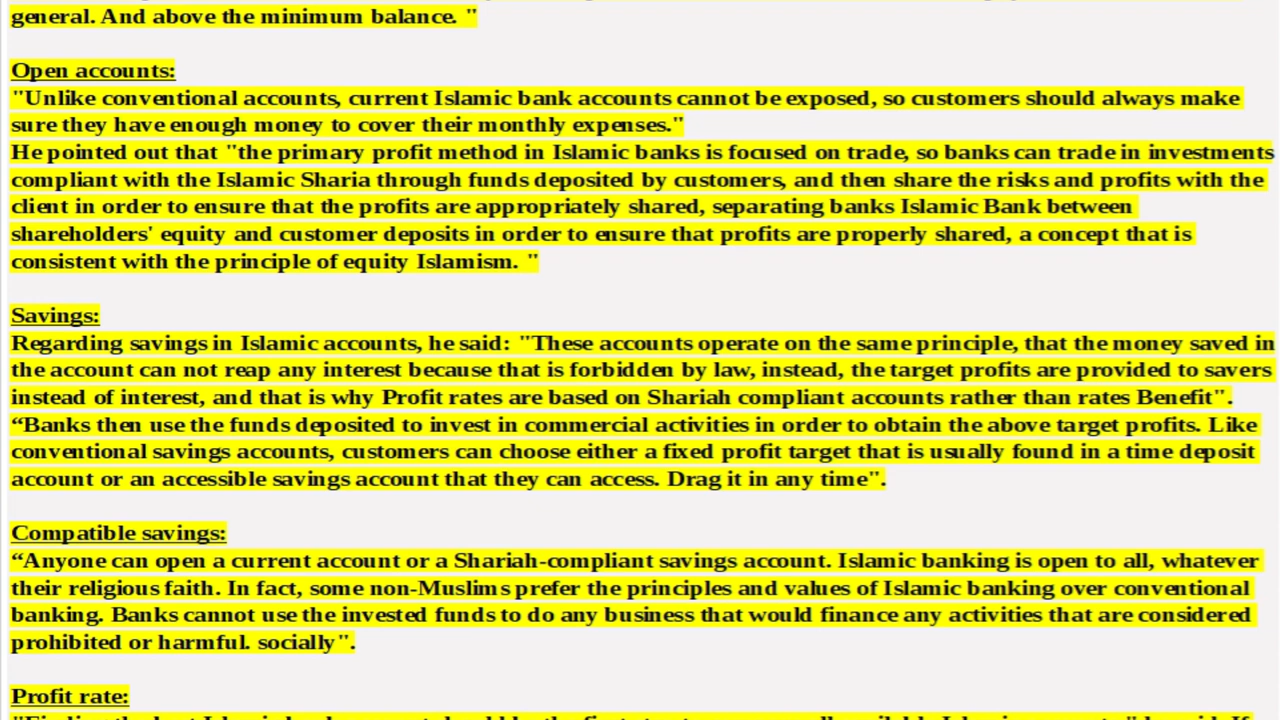 general. And above the minimum balance. "
Open accounts:
"Unlike conventional accounts, current Islamic bank accounts cannot be exposed, so customers should always make
sure they have enough money to cover their monthly expenses."
He pointed out that "the primary profit method in Islamic banks is focused on trade, so banks can trade in investments
compliant with the Islamic Sharia through funds deposited by customers, and then share the risks and profits with the
client in order to ensure that the profits are appropriately shared, separating banks Islamic Bank between
shareholders' equity and customer deposits in order to ensure that profits are properly shared, a concept that is
consistent with the principle of equity Islamism. "
Savings:
Regarding savings in Islamic accounts, he said: "These accounts operate on the same principle, that the money saved in
the account can not reap any interest because that is forbidden by law, instead, the target profits are provided to savers
instead of interest, and that is why Profit rates are based on Shariah compliant accounts rather than rates Benefit".
“Banks then use the funds deposited to invest in commercial activities in order to obtain the above target profits. Like
conventional savings accounts, customers can choose either a fixed profit target that is usually found in a time deposit
account or an accessible savings account that they can access. Drag it in any time".
Compatible savings:
“Anyone can open a current account or a Shariah-compliant savings account. Islamic banking is open to all, whatever
their religious faith. In fact, some non-Muslims prefer the principles and values of Islamic banking over conventional
banking. Banks cannot use the invested funds to do any business that would finance any activities that are considered
prohibited or harmful. socially".
Profit rate: